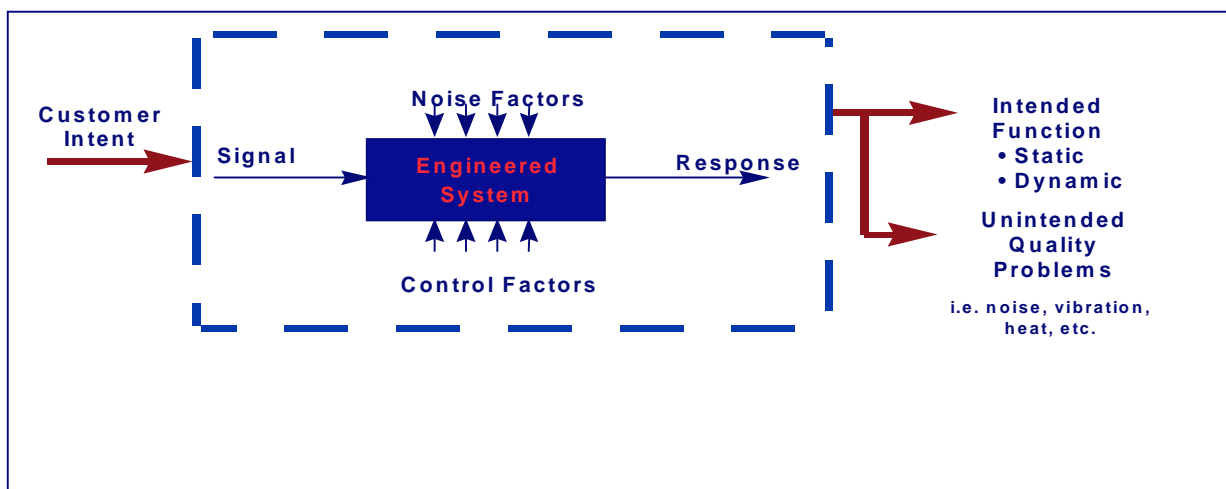 Customer
Intent
Signal
Noise Factors
Engineered
System
Control Factors
Response
Intended
Function
• Static
• Dynamic
Unintended
Quality
Problems
i.e. noise, vibration,
heat, etc.